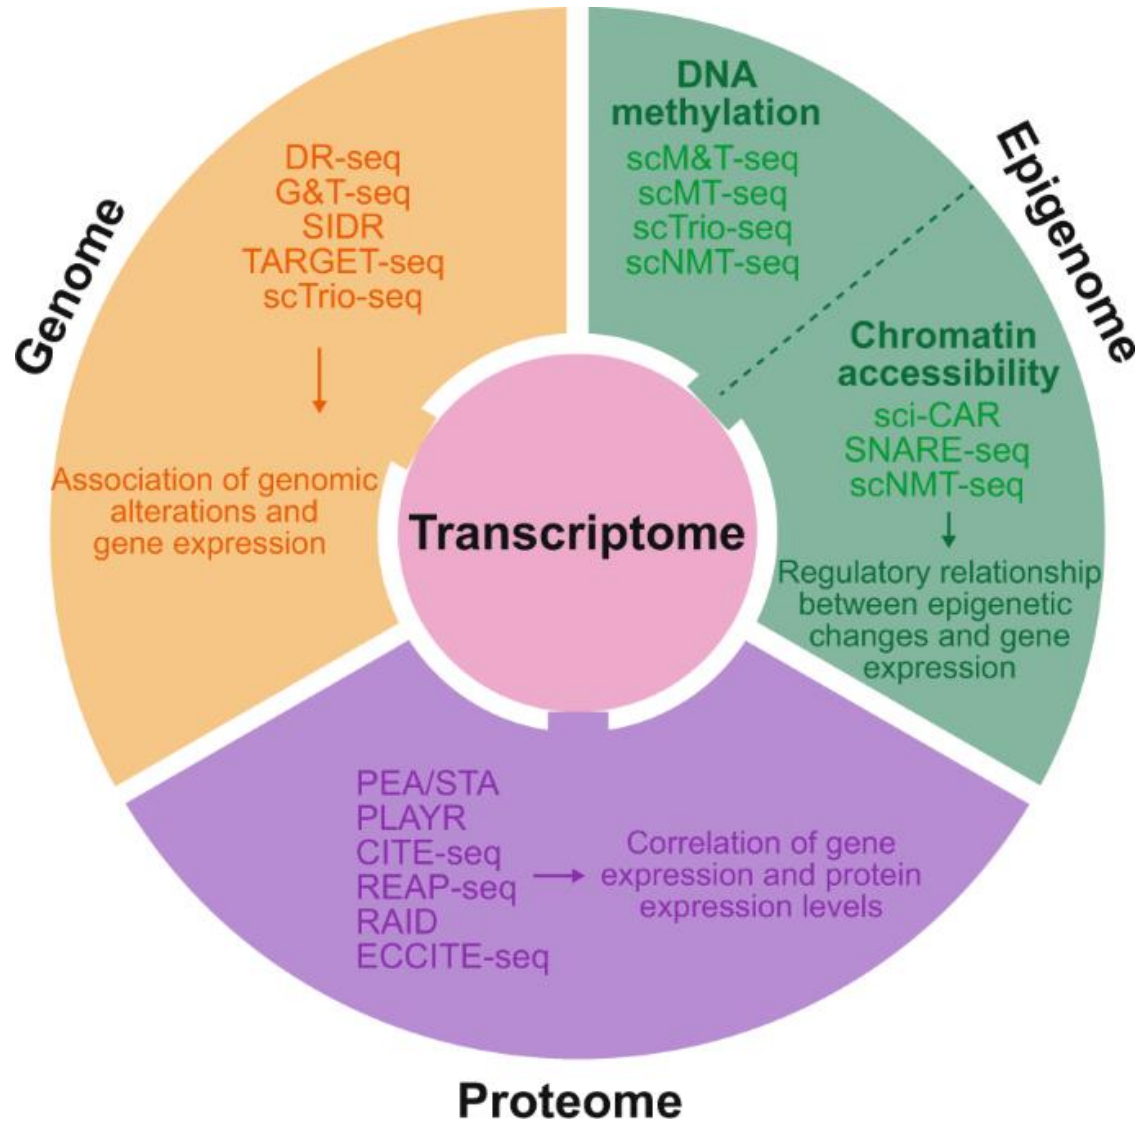 Genome
DR-seq
G&T-seq
SIDR
TARGET-seq
scTrio-seq
Association of genomic
alterations and
gene expression
Epigenome
DNA
methylation
scM&T-seq
scMT-seq
scTrio-seq
scNMT-seq
Chromatin
accessibility
sci-CAR
SNARE-seq
scNMT-seq
Regulatory relationship
between epigenetic
changes and gene
expression
Transcriptome
PEA/STA
PLAYR
CITE-seq
REAP-seq
RAID
ECCITE-seq
Correlation of gene
expression and protein
expression levels
Proteome